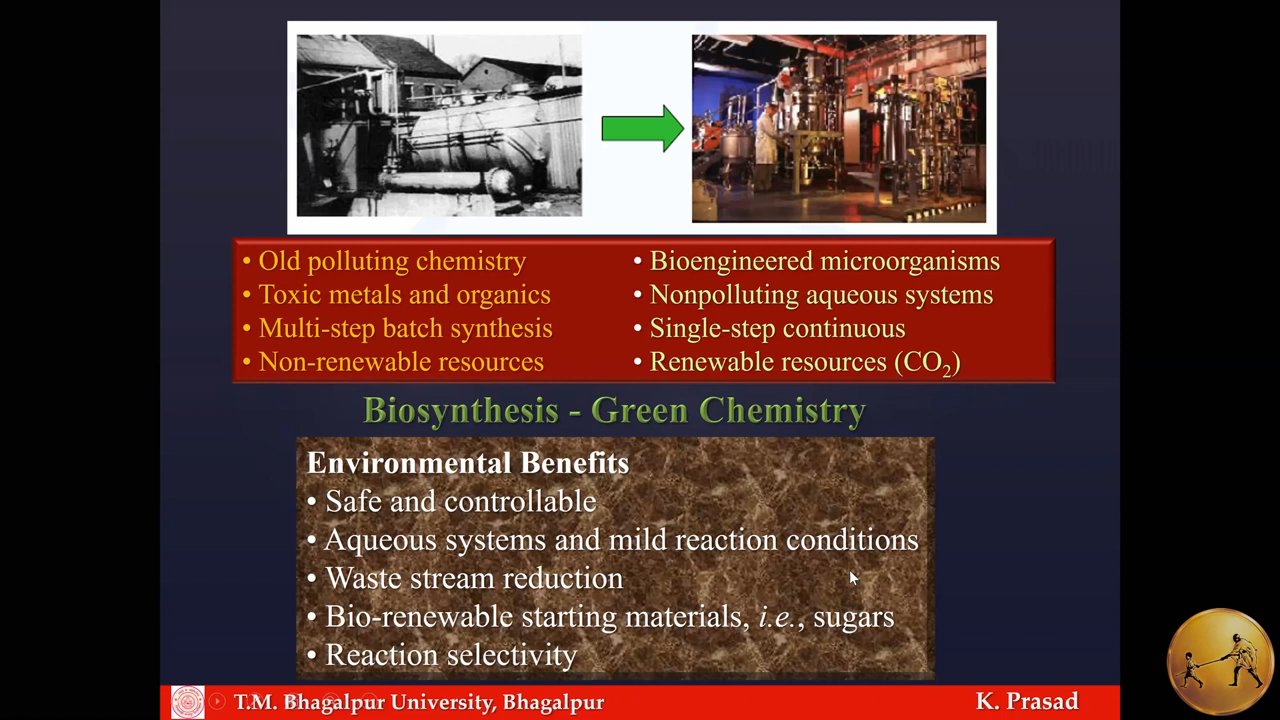 • Old polluting chemistry
• Toxic metals and organics
• Multi-step batch synthesis
• Non-renewable resources
• Bioengineered microorganisms
• Nonpolluting aqueous systems
• Single-step continuous
• Renewable resources (CO₂)
Biosynthesis - Green Chemistry
Environmental Benefits
• Safe and controllable
• Aqueous systems and mild reaction conditions
• Waste stream reduction
• Bio-renewable starting materials, i.e., sugars
• Reaction selectivity
T.M. Bhagalpur University, Bhagalpur
K. Prasad